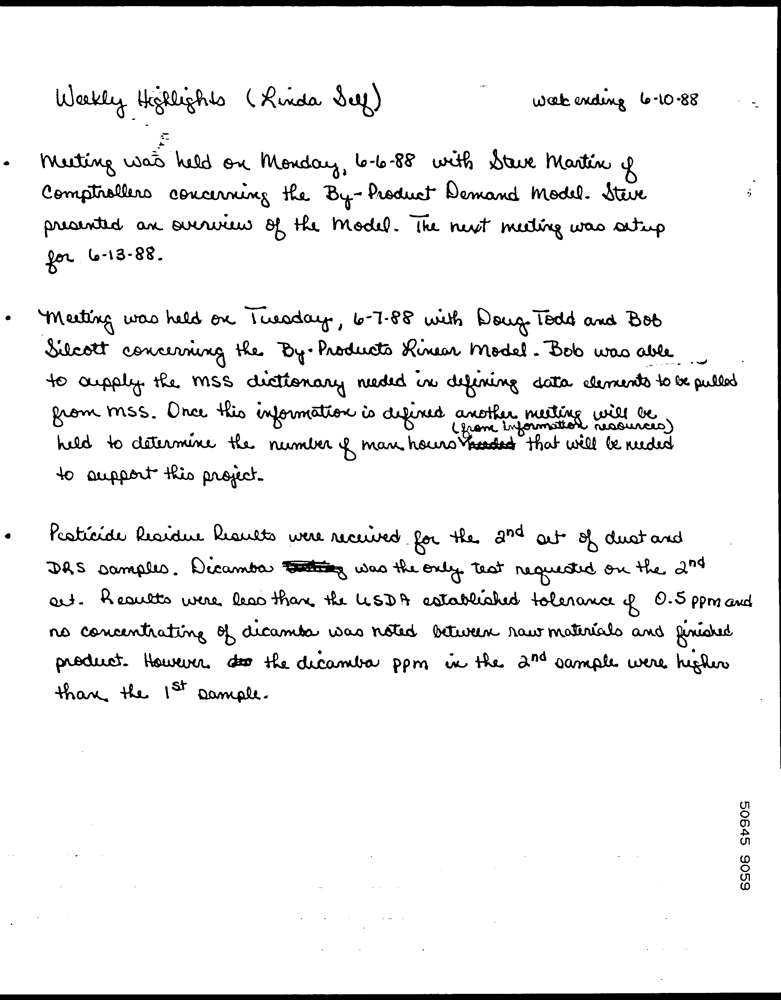 Weekly Highlights (Linda Self) week ending 6-10-88
• Meeting was held on Monday, 6-6-88 with Steve Martin of
Comptrollers concerning the By-Product Demand Model. Steve
presented an overview of the Model. The next meeting was setup
for 6-13-88.
• Meeting was held on Tuesday, 6-7-88 with Doug Todd and Bob
Silcott concerning the By-Products Linear Model. Bob was able
to supply the MSS dictionary needed in defining data elements to be pulled
from MSS. Once this information is defined another meeting will be
(from information resources)
held to determine the number of man hours that will be needed
to support this project.
• Pesticide Residue Results were received for the 2nd set of dust and
DRS samples. Dicamba was the only test requested on the 2nd
set. Results were less than the USDA established tolerance of 0.5 ppm and
no concentrating of dicamba was noted between raw materials and finished
product. However the dicamba ppm in the 2nd sample were higher
than the 1st sample.
50645 9059